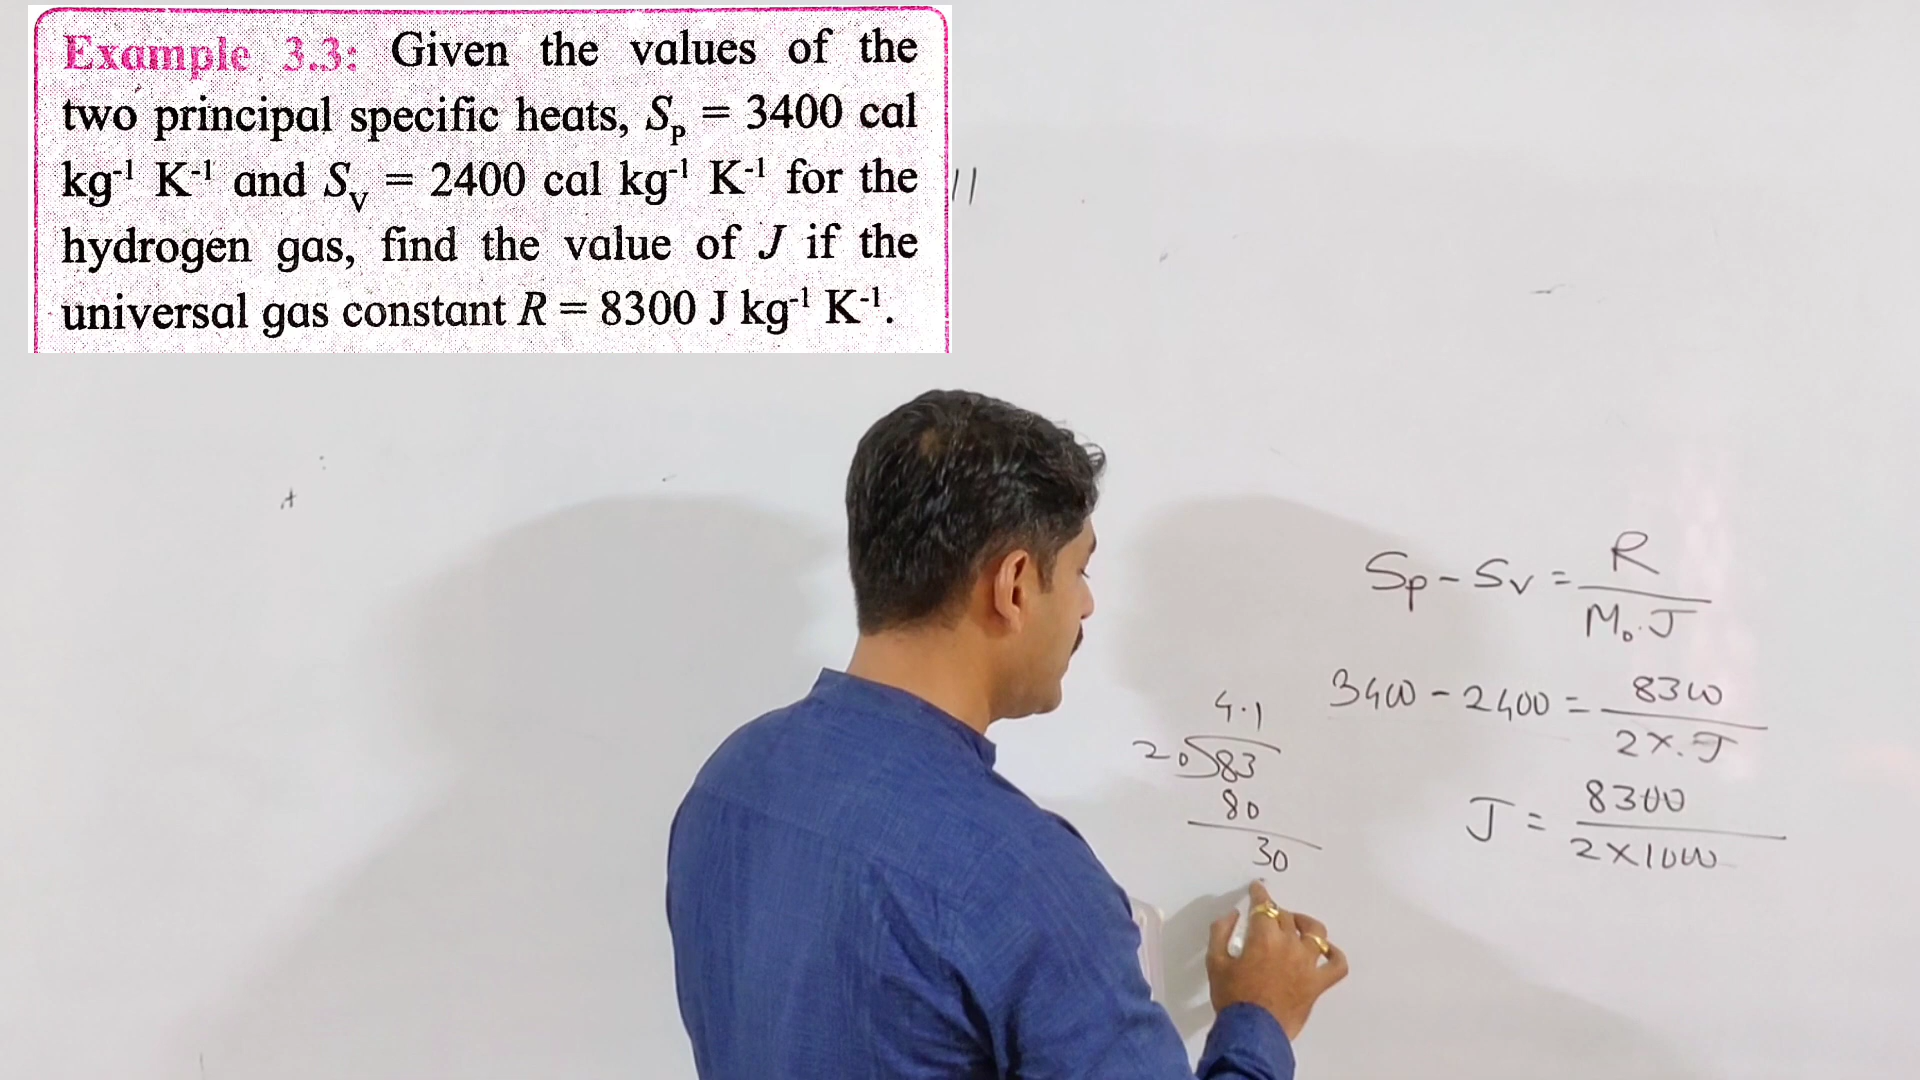 Example 3.3: Given the values of the
two principal specific heats, Sp = 3400 cal
kg⁻¹ K⁻¹ and Sv = 2400 cal kg⁻¹ K⁻¹ for the
hydrogen gas, find the value of J if the
universal gas constant R = 8300 J kg⁻¹ K⁻¹.
Sp - Sv = R / M₀.J
3400 - 2400 = 8300 / 2×.J
J = 8300 / 2×1000
4.1
20)83
80
30